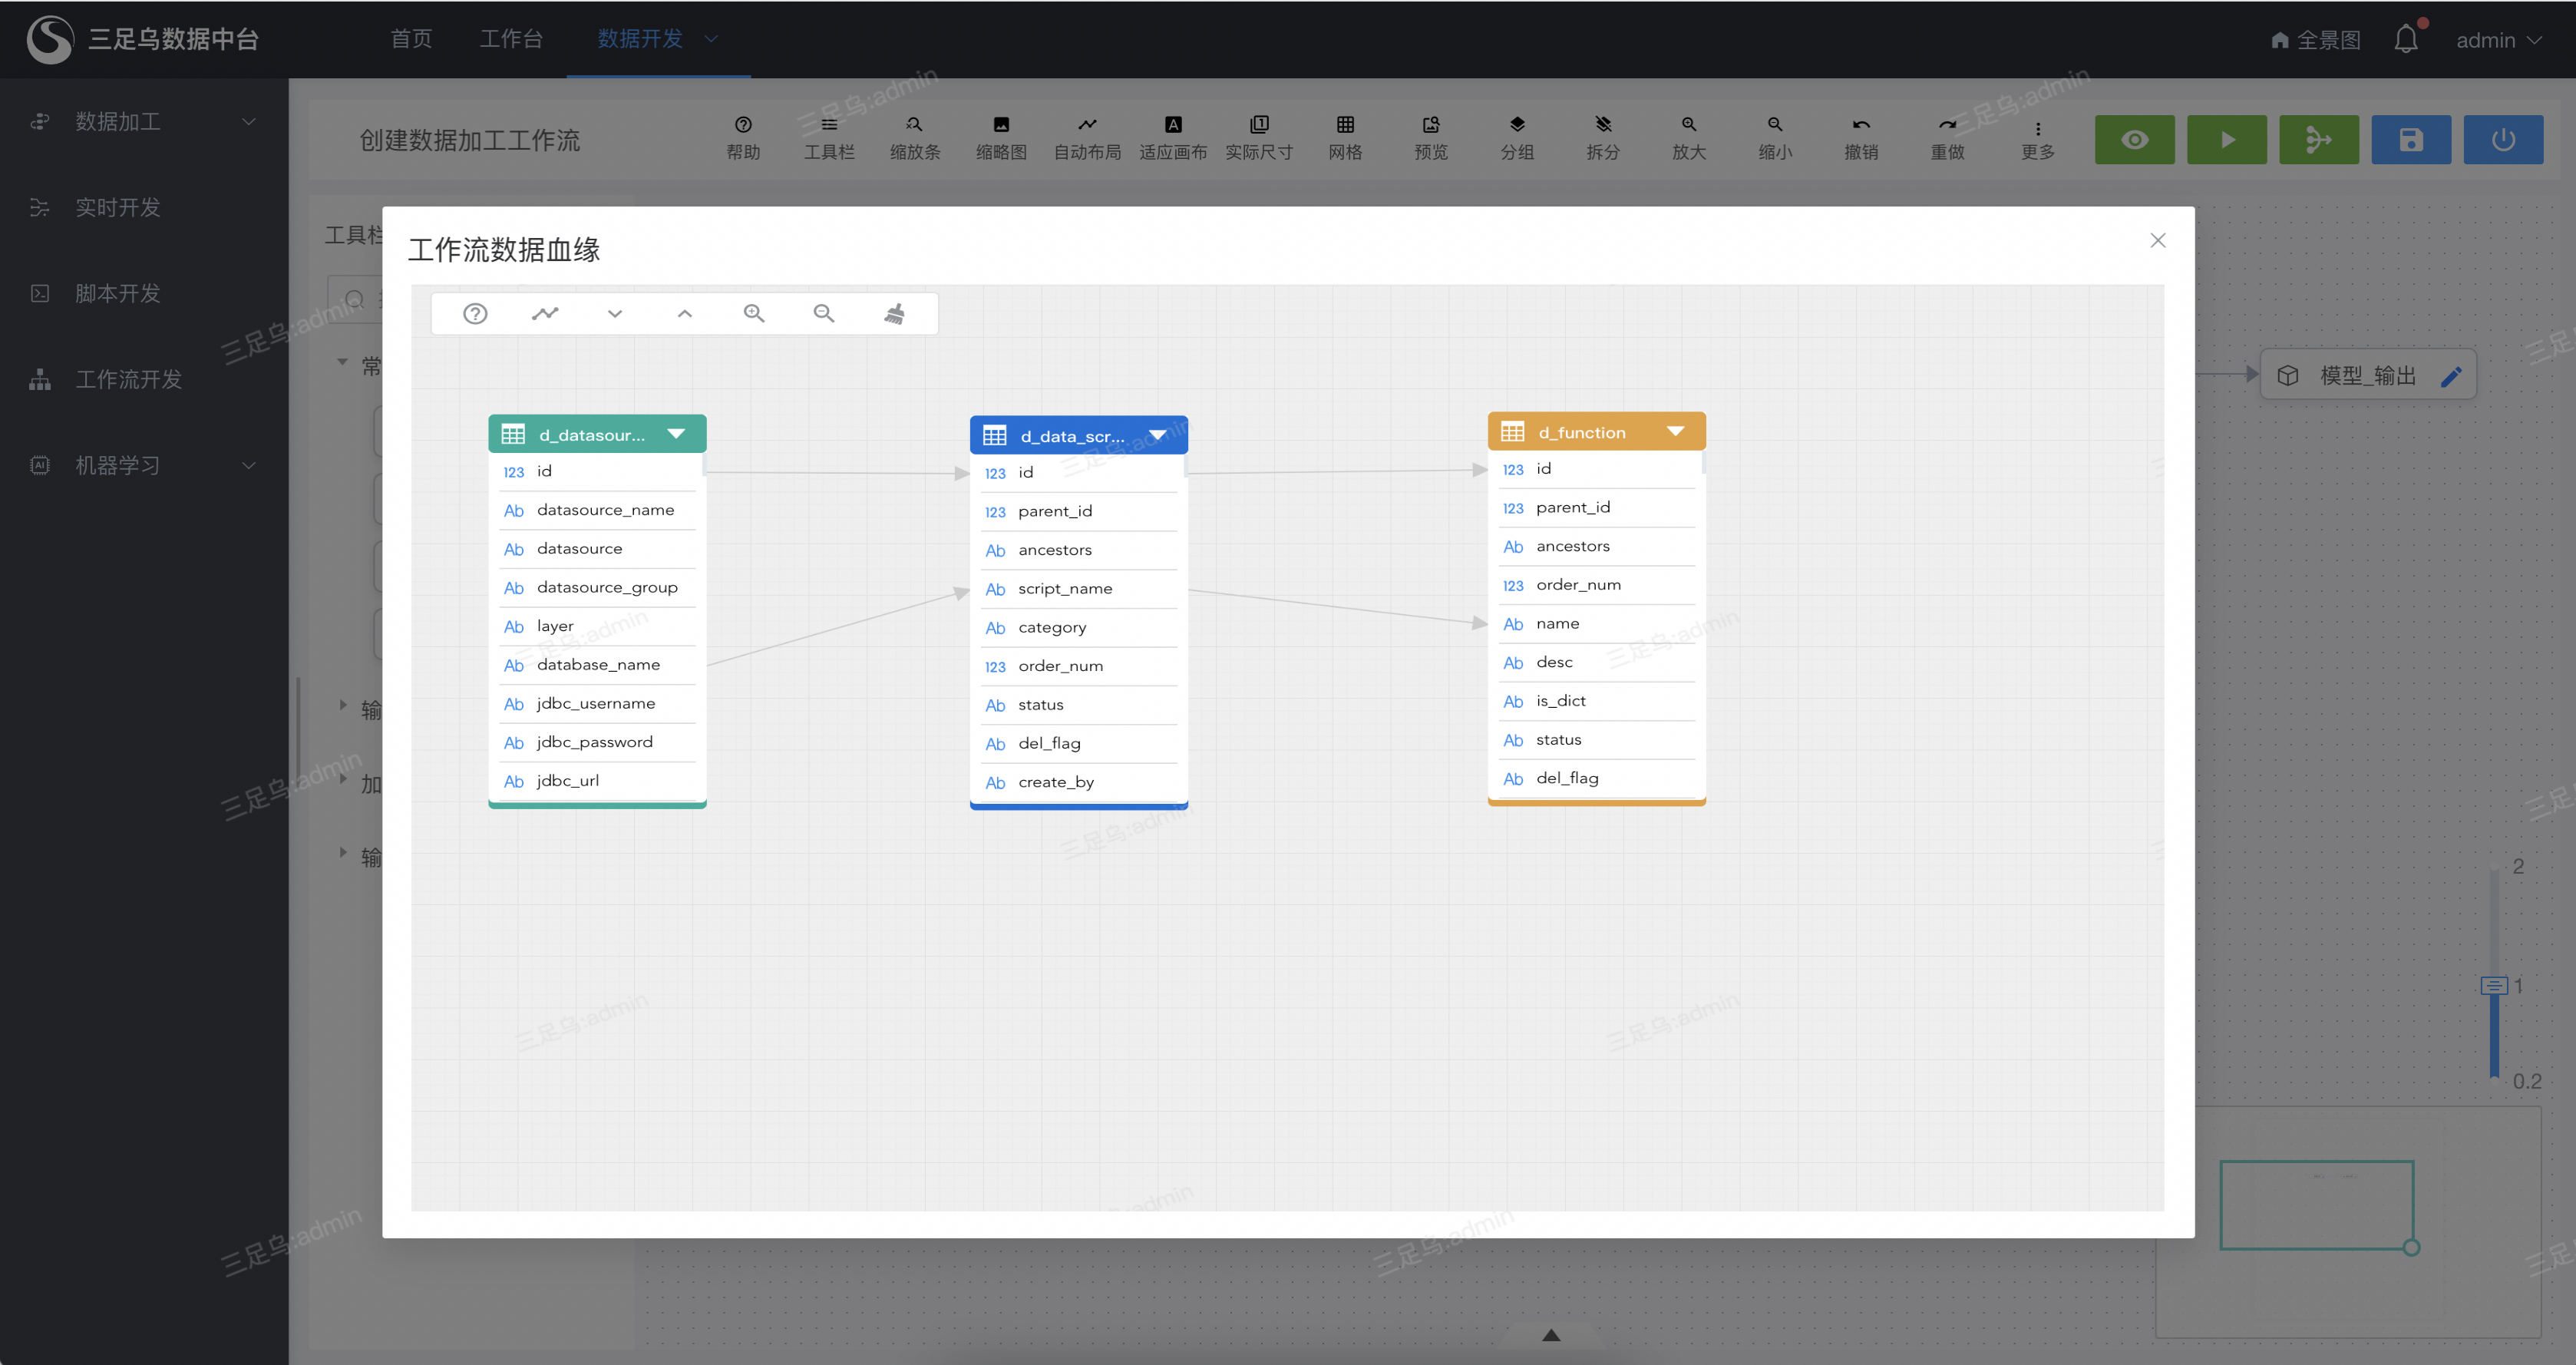 三足乌数据中台
首页 工作台 数据开发
全景图 admin
数据加工
实时开发
脚本开发
工作流开发
机器学习
创建数据加工工作流
帮助 工具栏 缩放条 缩略图 自动布局 适应画布 实际尺寸 网格 预览 分组 拆分 放大 缩小 撤销 重做 更多
工具栏
常
输
加
输
工作流数据血缘
d_datasour...
123 id
Ab datasource_name
Ab datasource
Ab datasource_group
Ab layer
Ab database_name
Ab jdbc_username
Ab jdbc_password
Ab jdbc_url
d_data_scr...
123 id
123 parent_id
Ab ancestors
Ab script_name
Ab category
123 order_num
Ab status
Ab del_flag
Ab create_by
d_function
123 id
123 parent_id
Ab ancestors
123 order_num
Ab name
Ab desc
Ab is_dict
Ab status
Ab del_flag
模型_输出
2
1
0.2
三足乌:admin